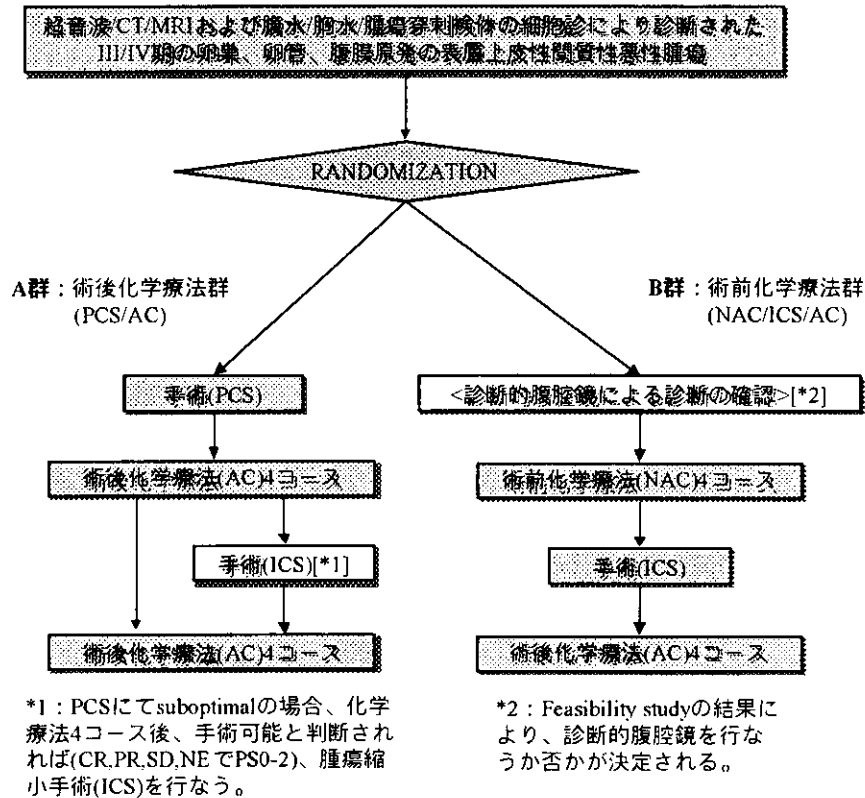 超音波/CT/MRIおよび腹水/胸水/腫瘍穿刺検体の細胞診により診断された
III/IV期の卵巣、卵管、腹膜原発の表層上皮性間質性悪性腫瘍
RANDOMIZATION
A群：術後化学療法群
(PCS/AC)
B群：術前化学療法群
(NAC/ICS/AC)
手術(PCS)
<診断的腹腔鏡による診断の確認>[*2]
術後化学療法(AC)4コース
術前化学療法(NAC)4コース
手術(ICS)[*1]
手術(ICS)
術後化学療法(AC)4コース
術後化学療法(AC)4コース
*1：PCSにてsuboptimalの場合、化学
療法4コース後、手術可能と判断され
れば(CR,PR,SD,NEでPS0-2)、腫瘍縮
小手術(ICS)を行なう。
*2：Feasibility studyの結果に
より、診断的腹腔鏡を行な
うか否かが決定される。